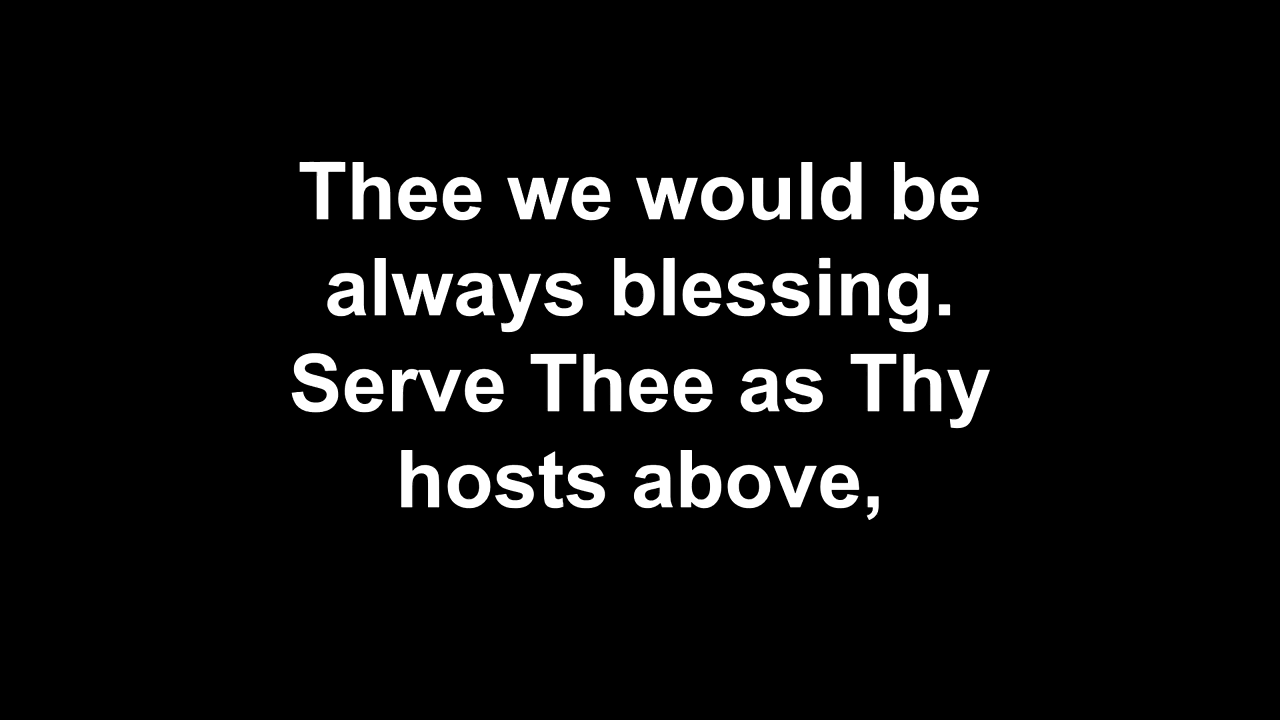 Thee we would be
always blessing.
Serve Thee as Thy
hosts above,